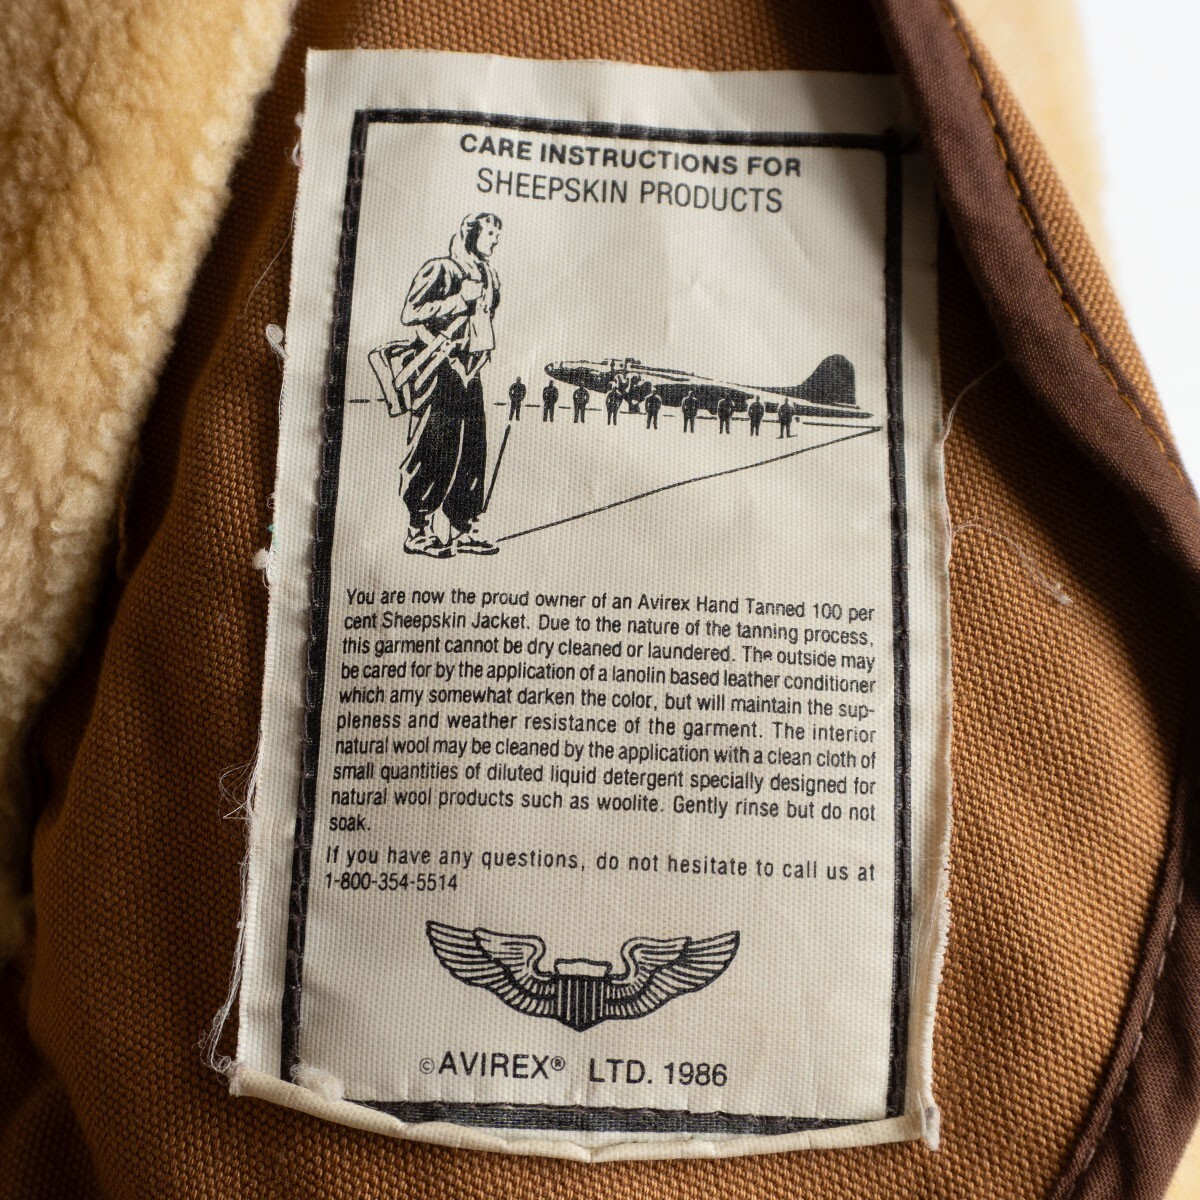 CARE INSTRUCTIONS FOR
SHEEPSKIN PRODUCTS
You are now the proud owner of an Avirex Hand Tanned 100 per
cent Sheepskin Jacket. Due to the nature of the tanning process,
this garment cannot be dry cleaned or laundered. The outside may
be cared for by the application of a lanolin based leather conditioner
which amy somewhat darken the color, but will maintain the sup-
pleness and weather resistance of the garment. The interior
natural wool may be cleaned by the application with a clean cloth of
small quantities of diluted liquid detergent specially designed for
natural wool products such as woolite. Gently rinse but do not
soak.
If you have any questions, do not hesitate to call us at
1-800-354-5514
©AVIREX® LTD. 1986